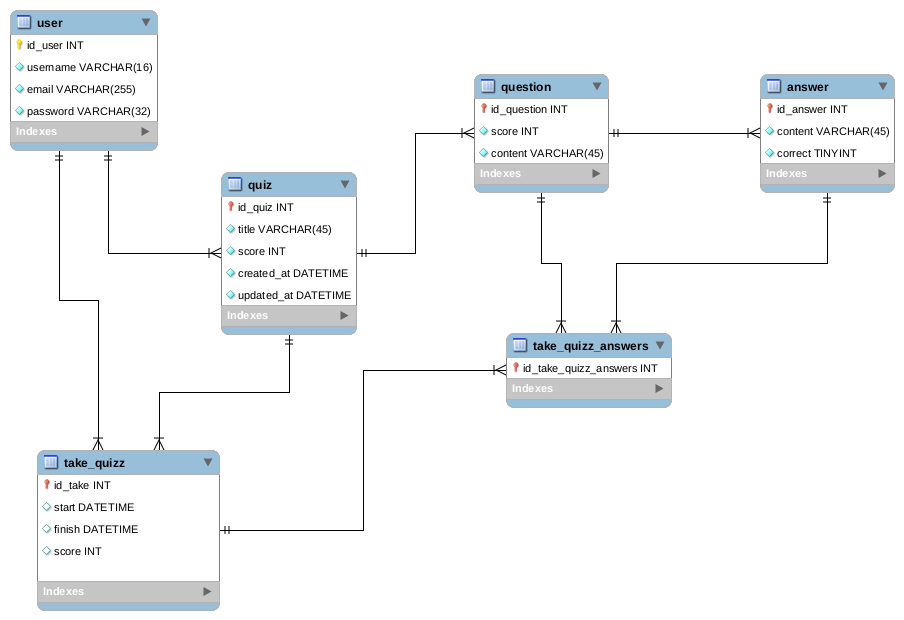 user
id_user INT
username VARCHAR(16)
email VARCHAR(255)
password VARCHAR(32)
Indexes
quiz
id_quiz INT
title VARCHAR(45)
score INT
created_at DATETIME
updated_at DATETIME
Indexes
question
id_question INT
score INT
content VARCHAR(45)
Indexes
answer
id_answer INT
content VARCHAR(45)
correct TINYINT
Indexes
take_quizz_answers
id_take_quizz_answers INT
Indexes
take_quizz
id_take INT
start DATETIME
finish DATETIME
score INT
Indexes